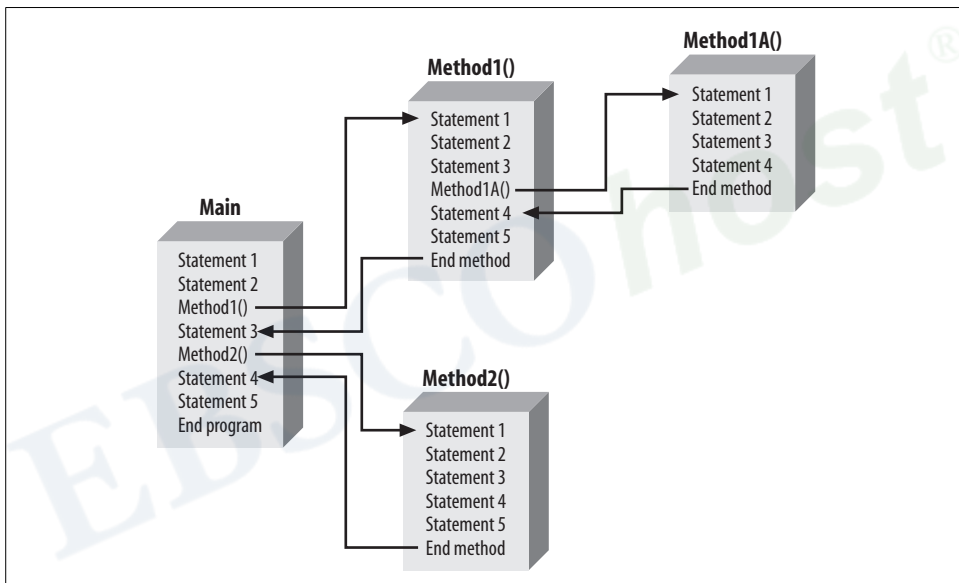 Method1A()
Statement 1
Statement 2
Statement 3
Statement 4
End method
Method1()
Statement 1
Statement 2
Statement 3
Method1A()
Statement 4
Statement 5
End method
Main
Statement 1
Statement 2
Method1()
Statement 3
Method2()
Statement 4
Statement 5
End program
Method2()
Statement 1
Statement 2
Statement 3
Statement 4
Statement 5
End method
EBSCOhost®